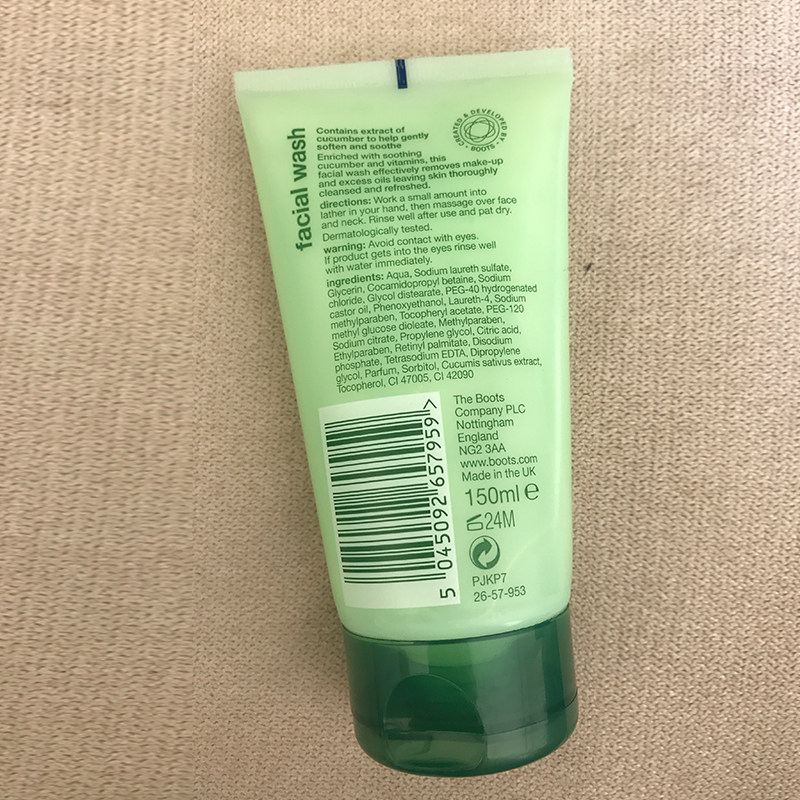 facial wash
Contains extract of
cucumber to help gently
soften and soothe
Enriched with soothing
cucumber and vitamins, this
facial wash effectively removes make-up
and excess oils leaving skin thoroughly
cleansed and refreshed.
directions: Work a small amount into
lather in your hand, then massage over face
and neck. Rinse well after use and pat dry.
Dermatologically tested.
warning: Avoid contact with eyes.
If product gets into the eyes rinse well
with water immediately.
ingredients: Aqua, Sodium laureth sulfate,
Glycerin, Cocamidopropyl betaine, Sodium
chloride, Glycol distearate, PEG-40 hydrogenated
castor oil, Phenoxyethanol, Laureth-4, Sodium
methylparaben, Tocopheryl acetate, PEG-120
methyl glucose dioleate, Methylparaben,
Sodium citrate, Propylene glycol, Citric acid,
Ethylparaben, Retinyl palmitate, Disodium
phosphate, Tetrasodium EDTA, Dipropylene
glycol, Parfum, Sorbitol, Cucumis sativus extract,
Tocopherol, CI 47005, CI 42090
CREATED & DEVELOPED BY • BOOTS •
5 045092 657959 >
The Boots
Company PLC
Nottingham
England
NG2 3AA
www.boots.com
Made in the UK
150ml e
24M
PJKP7
26-57-953